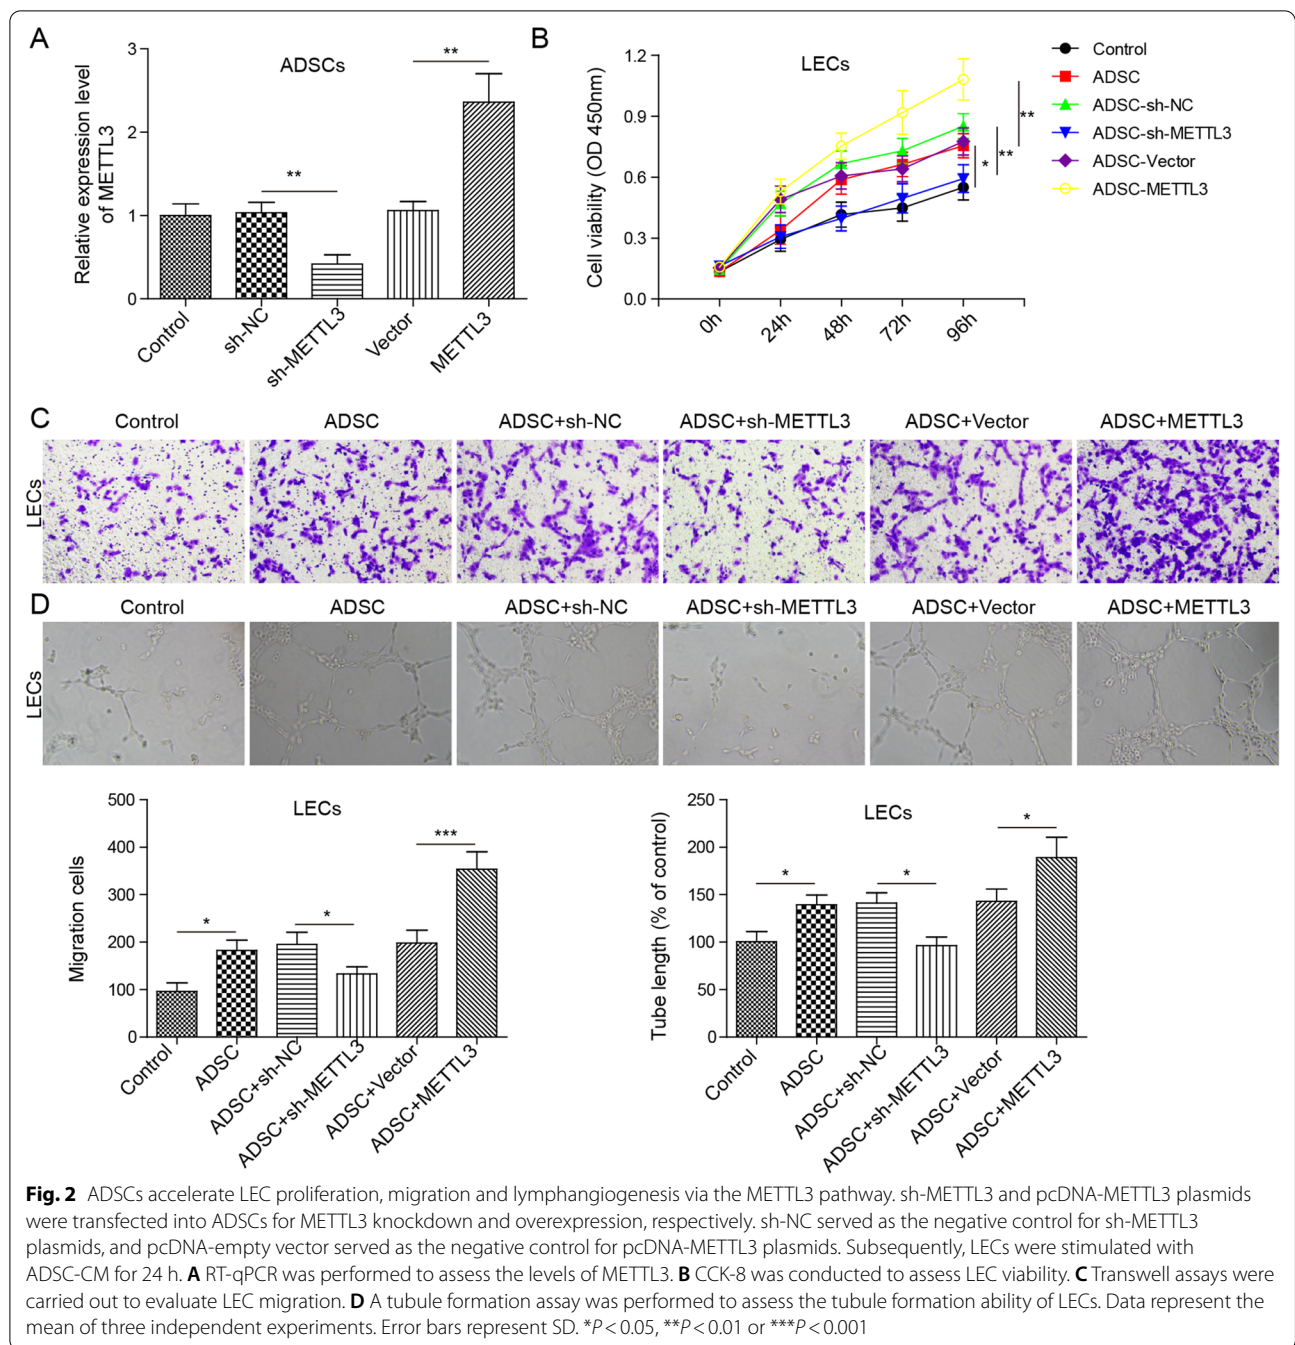 A
ADSCs
Relative expression level
of METTL3
3
2
1
0
**
**
Control
sh-NC
sh-METTL3
Vector
METTL3
B
LECs
Cell viability (OD 450nm)
1.2
0.9
0.6
0.3
0.0
0h
24h
48h
72h
96h
*
**
**
Control
ADSC
ADSC-sh-NC
ADSC-sh-METTL3
ADSC-Vector
ADSC-METTL3
C
Control ADSC ADSC+sh-NC ADSC+sh-METTL3 ADSC+Vector ADSC+METTL3
LECs
D
Control ADSC ADSC+sh-NC ADSC+sh-METTL3 ADSC+Vector ADSC+METTL3
LECs
LECs
Migration cells
500
400
300
200
100
0
*
*
***
Control
ADSC
ADSC+sh-NC
ADSC+sh-METTL3
ADSC+Vector
ADSC+METTL3
LECs
Tube length (% of control)
250
200
150
100
50
0
*
*
*
Control
ADSC
ADSC+sh-NC
ADSC+sh-METTL3
ADSC+Vector
ADSC+METTL3
Fig. 2 ADSCs accelerate LEC proliferation, migration and lymphangiogenesis via the METTL3 pathway. sh-METTL3 and pcDNA-METTL3 plasmids
were transfected into ADSCs for METTL3 knockdown and overexpression, respectively. sh-NC served as the negative control for sh-METTL3
plasmids, and pcDNA-empty vector served as the negative control for pcDNA-METTL3 plasmids. Subsequently, LECs were stimulated with
ADSC-CM for 24 h. A RT-qPCR was performed to assess the levels of METTL3. B CCK-8 was conducted to assess LEC viability. C Transwell assays were
carried out to evaluate LEC migration. D A tubule formation assay was performed to assess the tubule formation ability of LECs. Data represent the
mean of three independent experiments. Error bars represent SD. *P < 0.05, **P < 0.01 or ***P < 0.001